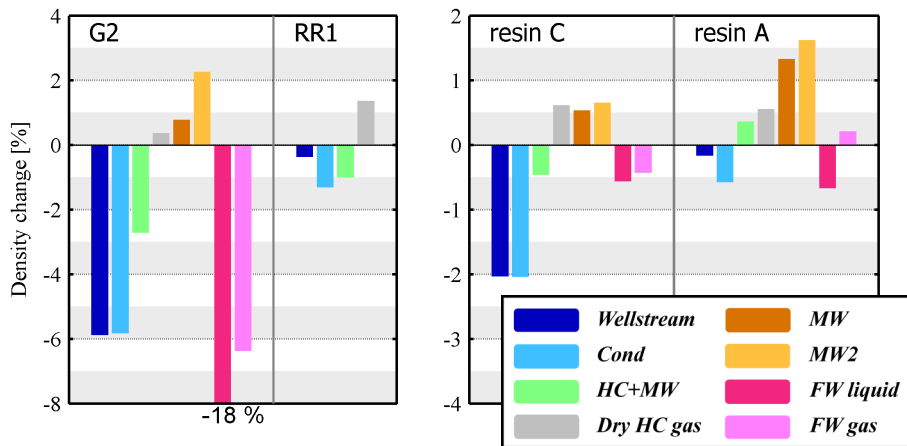 4
2
0
-2
-4
-6
-8
Density change [%]
G2
RR1
-18 %
2
1
0
-1
-2
-3
-4
resin C
resin A
Wellstream
MW
Cond
MW2
HC+MW
FW liquid
Dry HC gas
FW gas